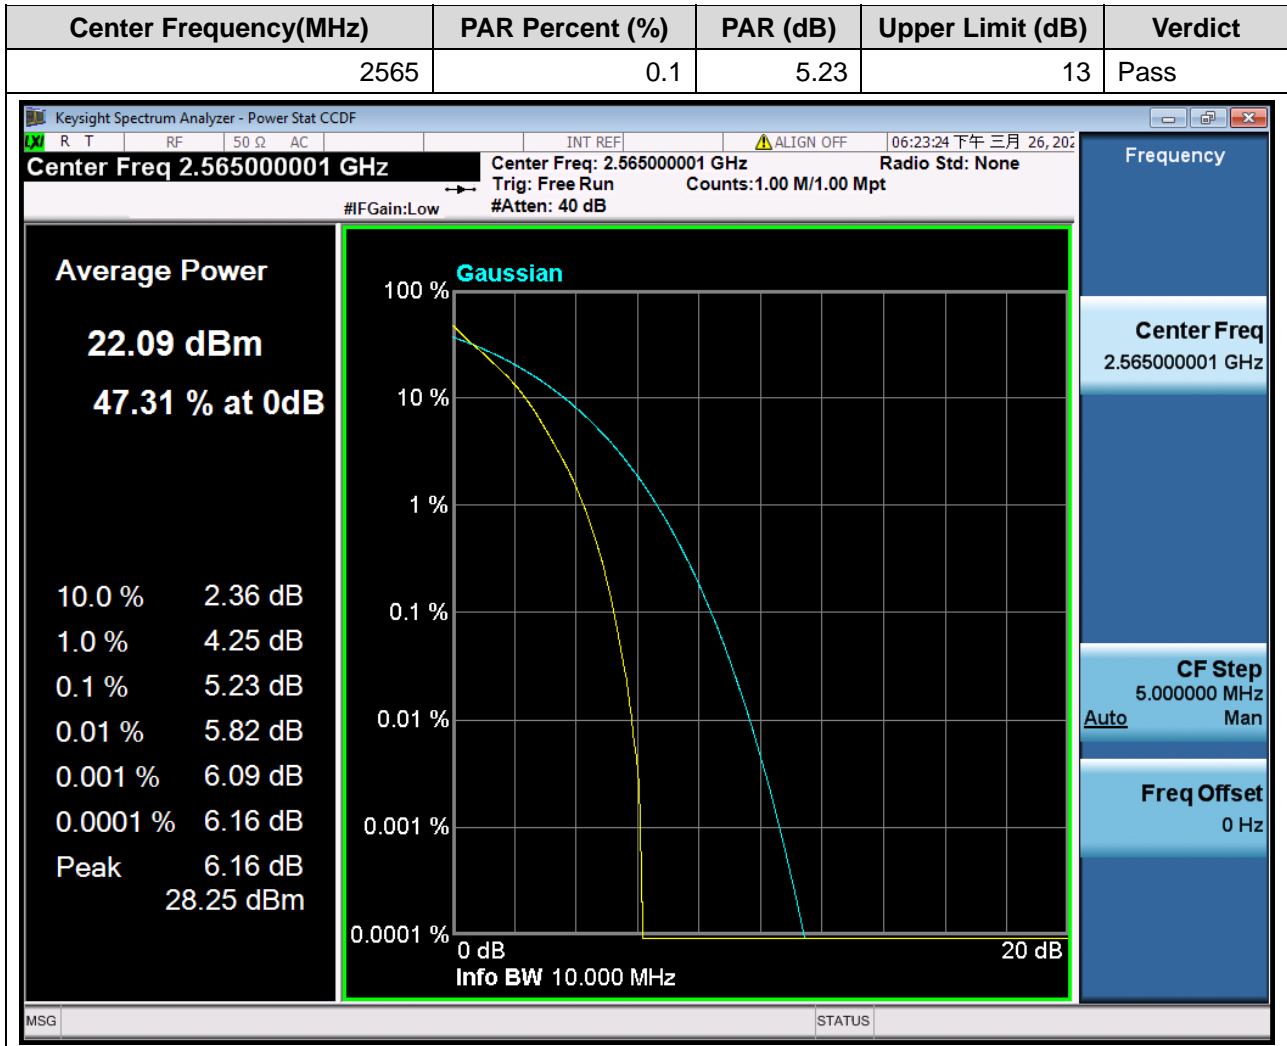 Center Frequency(MHz) PAR Percent (%) PAR (dB) Upper Limit (dB) Verdict
2565 0.1 5.23 13 Pass
Keysight Spectrum Analyzer - Power Stat CCDF
LXI R T RF 50 Ω AC INT REF ALIGN OFF 06:23:24 下午 三月 26, 202
Center Freq 2.565000001 GHz
Center Freq: 2.565000001 GHz Radio Std: None
Trig: Free Run Counts:1.00 M/1.00 Mpt
#IFGain:Low #Atten: 40 dB
Average Power
22.09 dBm
47.31 % at 0dB
10.0 % 2.36 dB
1.0 % 4.25 dB
0.1 % 5.23 dB
0.01 % 5.82 dB
0.001 % 6.09 dB
0.0001 % 6.16 dB
Peak 6.16 dB
28.25 dBm
Gaussian
100 %
10 %
1 %
0.1 %
0.01 %
0.001 %
0.0001 %
0 dB 20 dB
Info BW 10.000 MHz
Frequency
Center Freq
2.565000001 GHz
CF Step
5.000000 MHz
Auto Man
Freq Offset
0 Hz
MSG STATUS